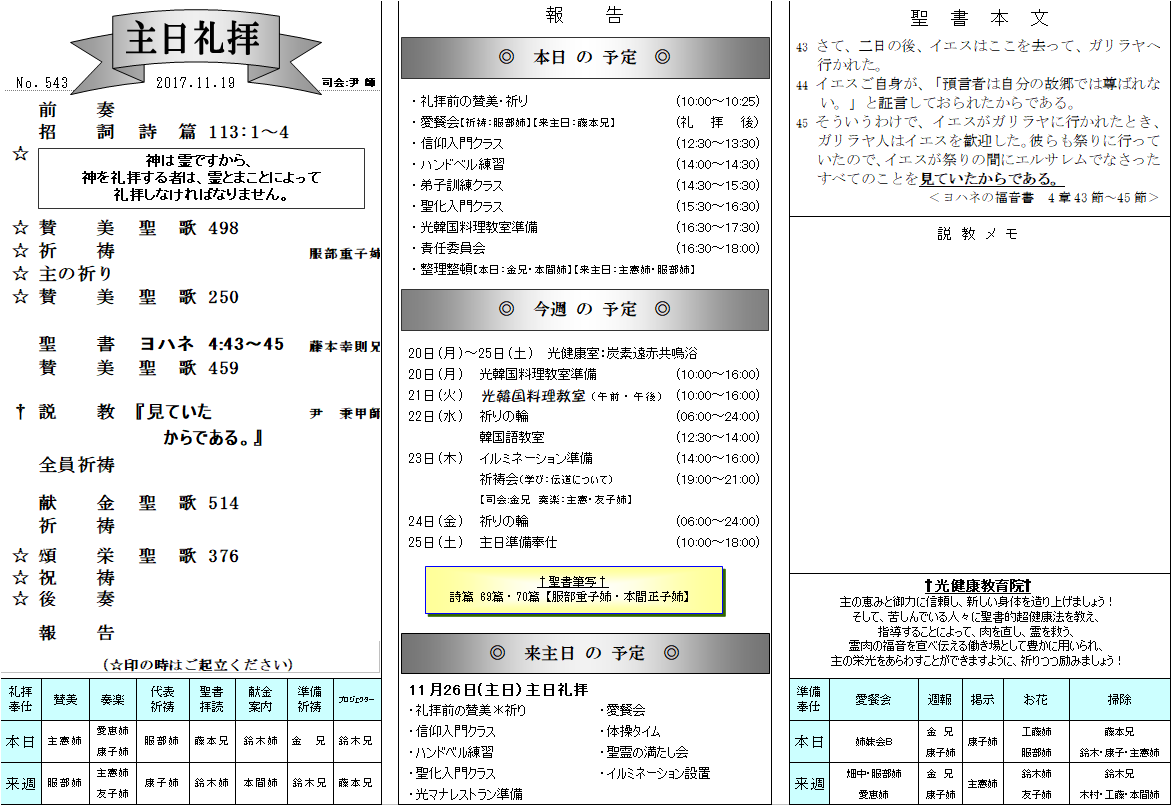 主日礼拝
No. 543 2017.11.19 司会:尹 師
前 奏
招 詞 詩 篇 113:1～4
☆ 神は霊ですから、
神を礼拝する者は、霊とまことによって
礼拝しなければなりません。
☆ 賛 美 聖 歌 498
☆ 祈 祷 服部重子姉
☆ 主の祈り
☆ 賛 美 聖 歌 250
聖 書 ヨハネ 4:43～45 藤本幸則兄
賛 美 聖 歌 459
† 説 教 『見ていた 尹 秉甲師
からである。』
全員祈祷
献 金 聖 歌 514
祈 祷
☆ 頌 栄 聖 歌 376
☆ 祝 祷
☆ 後 奏
報 告
(☆印の時はご起立ください)
礼拝奉仕 賛美 奏楽 代表祈祷 聖書拝読 献金案内 準備祈祷 プロジェクター
本日 主憲姉 愛恵姉 康子姉 服部姉 藤本兄 鈴木姉 金 兄 鈴木兄
来週 服部姉 主憲姉 友子姉 康子姉 鈴木姉 本間姉 鈴木兄 藤本兄
報 告
◎ 本日 の 予定 ◎
・礼拝前の賛美・祈り (10:00～10:25)
・愛餐会【祈祷:服部姉】【来主日:藤本兄】 (礼 拝 後)
・信仰入門クラス (12:30～13:30)
・ハンドベル練習 (14:00～14:30)
・弟子訓練クラス (14:30～15:30)
・聖化入門クラス (15:30～16:30)
・光韓国料理教室準備 (16:30～17:30)
・責任委員会 (16:30～18:00)
・整理整頓【本日:金兄・本間姉】【来主日:主憲姉・服部姉】
◎ 今週 の 予定 ◎
20日(月)～25日(土) 光健康室:炭素遠赤共鳴浴
20日(月) 光韓国料理教室準備 (10:00～16:00)
21日(火) 光韓国料理教室(午前・午後) (10:00～16:00)
22日(水) 祈りの輪 (06:00～24:00)
韓国語教室 (12:30～14:00)
23日(木) イルミネーション準備 (14:00～16:00)
祈祷会(学び:伝道について) (19:00～21:00)
【司会:金兄 奏楽:主憲・友子姉】
24日(金) 祈りの輪 (06:00～24:00)
25日(土) 主日準備奉仕 (10:00～18:00)
†聖書筆写†
詩篇 69篇・70篇【服部重子姉・本間正子姉】
◎ 来主日 の 予定 ◎
11月26日(主日) 主日礼拝
・礼拝前の賛美＊祈り ・愛餐会
・信仰入門クラス ・体操タイム
・ハンドベル練習 ・聖霊の満たし会
・聖化入門クラス ・イルミネーション設置
・光マナレストラン準備
聖 書 本 文
43 さて、二日の後、イエスはここを去って、ガリラヤへ
行かれた。
44 イエスご自身が、「預言者は自分の故郷では尊ばれな
い。」と証言しておられたからである。
45 そういうわけで、イエスがガリラヤに行かれたとき、
ガリラヤ人はイエスを歓迎した。彼らも祭りに行って
いたので、イエスが祭りの間にエルサレムでなさった
すべてのことを見ていたからである。
＜ヨハネの福音書 4章43節～45節＞
説 教 メ モ
†光健康教育院†
主の恵みと御力に信頼し、新しい身体を造り上げましょう！
そして、苦しんでいる人々に聖書的超健康法を教え、
指導することによって、肉を直し、霊を救う、
霊肉の福音を宣べ伝える働き場として豊かに用いられ、
主の栄光をあらわすことができますように、祈りつつ励みましょう！
準備奉仕 愛餐会 週報 掲示 お花 掃除
本日 姉妹会B 金 兄 康子姉 康子姉 工藤姉 服部姉 藤本兄 鈴木・康子・主憲姉
来週 畑中・服部姉 愛恵姉 金 兄 康子姉 主憲姉 鈴木姉 友子姉 鈴木兄 木村・工藤・本間姉